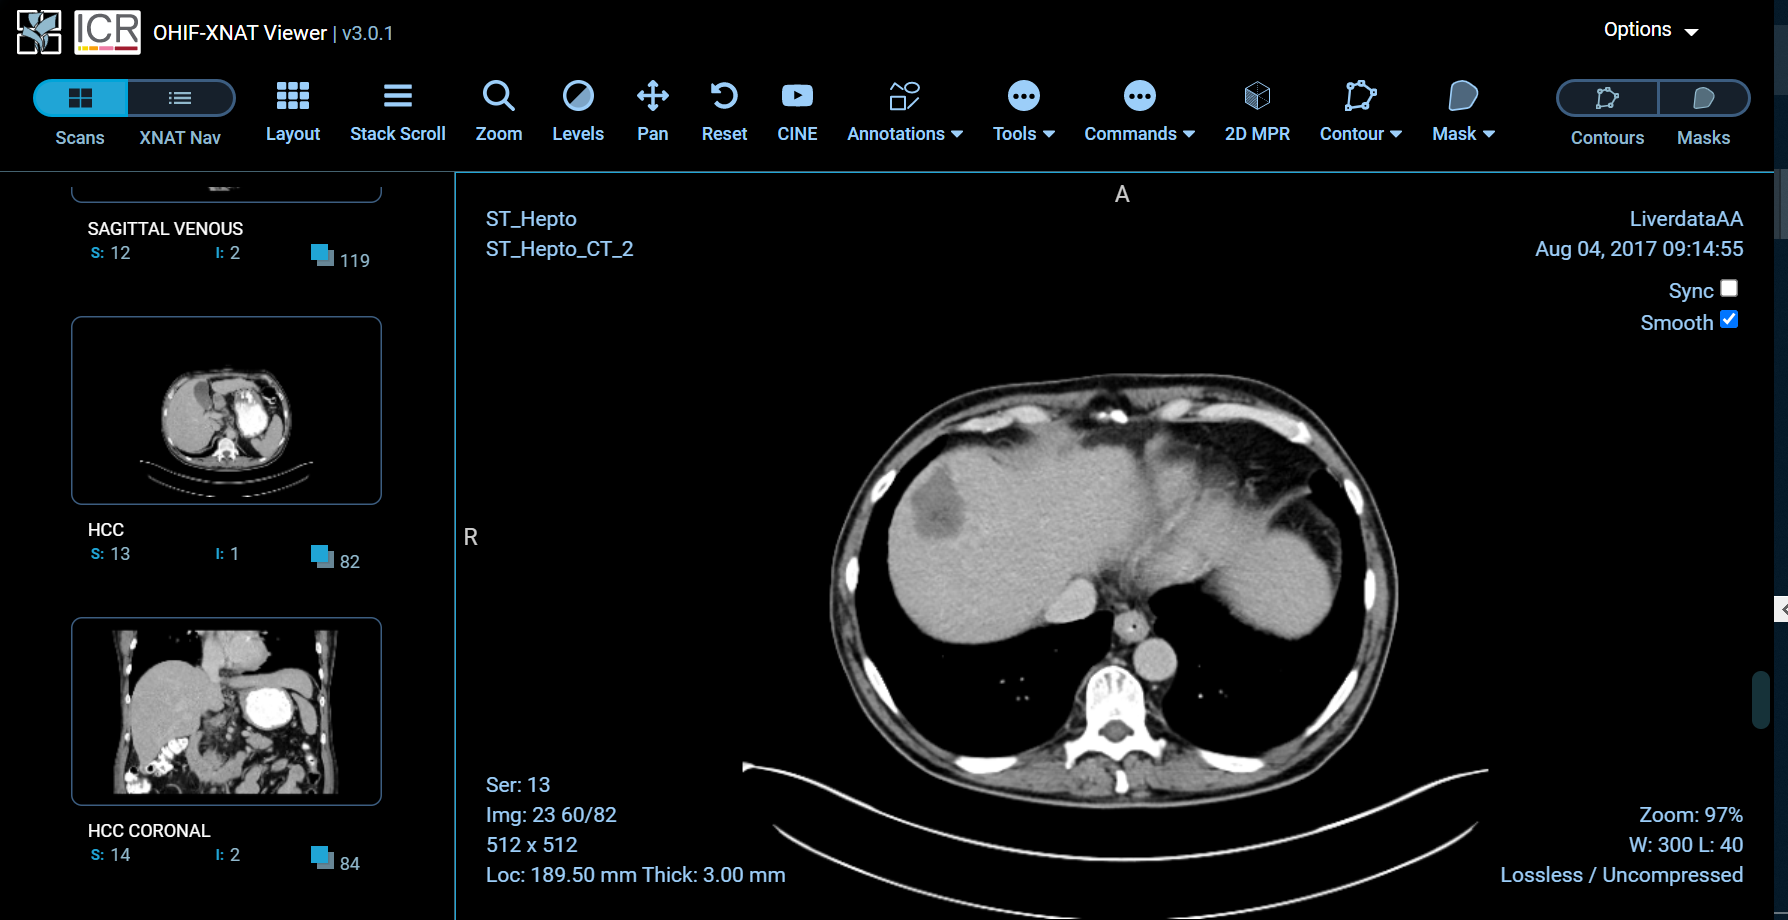 ICR OHIF-XNAT Viewer | v3.0.1
Options
Scans
XNAT Nav
Layout
Stack Scroll
Zoom
Levels
Pan
Reset
CINE
Annotations
Tools
Commands
2D MPR
Contour
Mask
Contours
Masks
SAGITTAL VENOUS
S: 12 I: 2 119
HCC
S: 13 I: 1 82
HCC CORONAL
S: 14 I: 2 84
A
ST_Hepto
ST_Hepto_CT_2
LiverdataAA
Aug 04, 2017 09:14:55
Sync
Smooth
R
Ser: 13
Img: 23 60/82
512 x 512
Loc: 189.50 mm Thick: 3.00 mm
Zoom: 97%
W: 300 L: 40
Lossless / Uncompressed